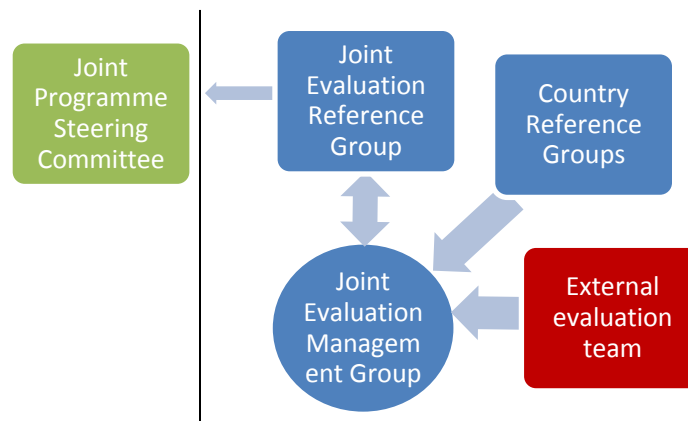 Joint
Programme
Steering
Committee
Joint
Evaluation
Reference
Group
Country
Reference
Groups
Joint
Evaluation
Managem
ent Group
External
evaluation
team